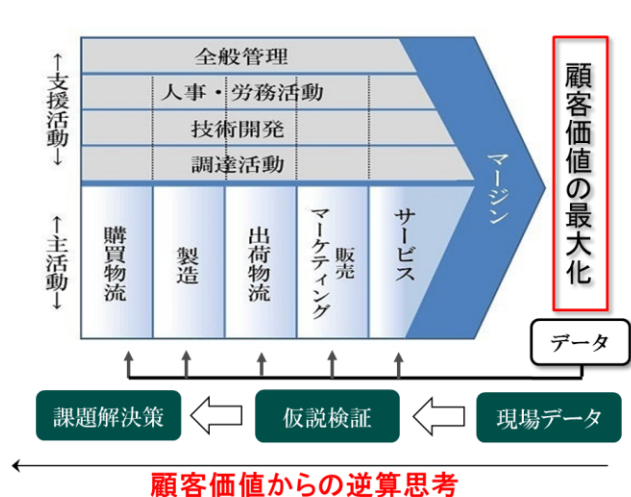 全般管理
人事・労務活動
技術開発
調達活動
←支援活動→
←主活動→
購買物流
製造
出荷物流
販売
マーケティング
サービス
マージン
顧客価値の最大化
データ
課題解決策
仮説検証
現場データ
顧客価値からの逆算思考